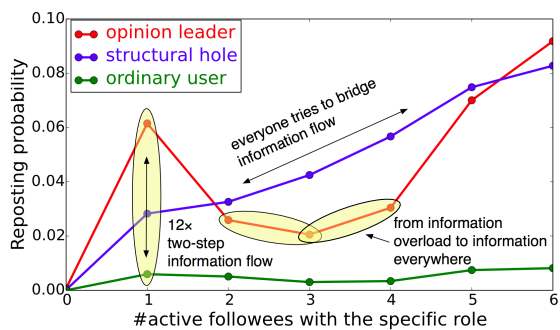 opinion leader
structural hole
ordinary user
Reposting probability
0.10
0.08
0.06
0.04
0.02
0.00
everyone tries to bridge
information flow
12×
two-step
information flow
from information
overload to information
everywhere
0 1 2 3 4 5 6
#active followees with the specific role